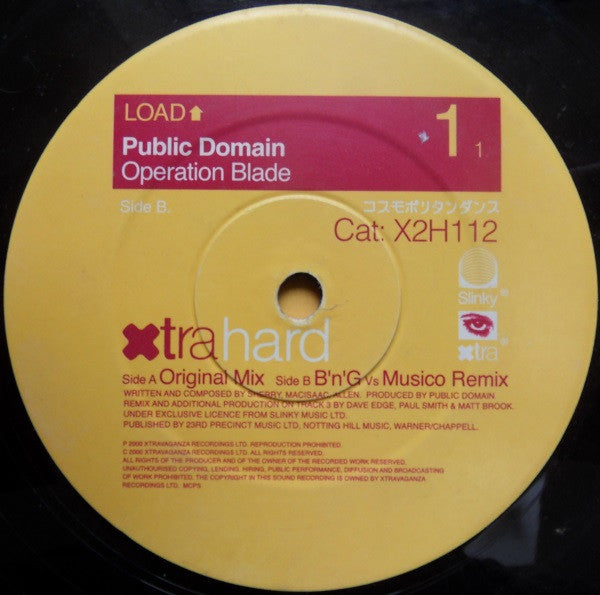 LOAD
Public Domain
Operation Blade
1 1
Side B.
コスモポリタンダンス
Cat: X2H112
Slinky®
xtra®
xtrahard
Side A Original Mix Side B B'n'G Vs Musico Remix
WRITTEN AND COMPOSED BY SHERRY, MACISAAC, ALLEN. PRODUCED BY PUBLIC DOMAIN
REMIX AND ADDITIONAL PRODUCTION ON TRACK 3 BY DAVE EDGE, PAUL SMITH & MATT BROOK.
UNDER EXCLUSIVE LICENCE FROM SLINKY MUSIC LTD.
PUBLISHED BY 23RD PRECINCT MUSIC LTD, NOTTING HILL MUSIC, WARNER/CHAPPELL.
P 2000 XTRAVAGANZA RECORDINGS LTD. REPRODUCTION PROHIBITED.
C 2000 XTRAVAGANZA RECORDINGS LTD. ALL RIGHTS RESERVED.
ALL RIGHTS OF THE PRODUCER AND OF THE OWNER OF THE RECORDED WORK RESERVED.
UNAUTHORISED COPYING, LENDING, HIRING, PUBLIC PERFORMANCE, DIFFUSION AND BROADCASTING
OF WORK PROHIBITED. THE COPYRIGHT IN THIS SOUND RECORDING IS OWNED BY XTRAVAGANZA
RECORDINGS LTD. MCPS